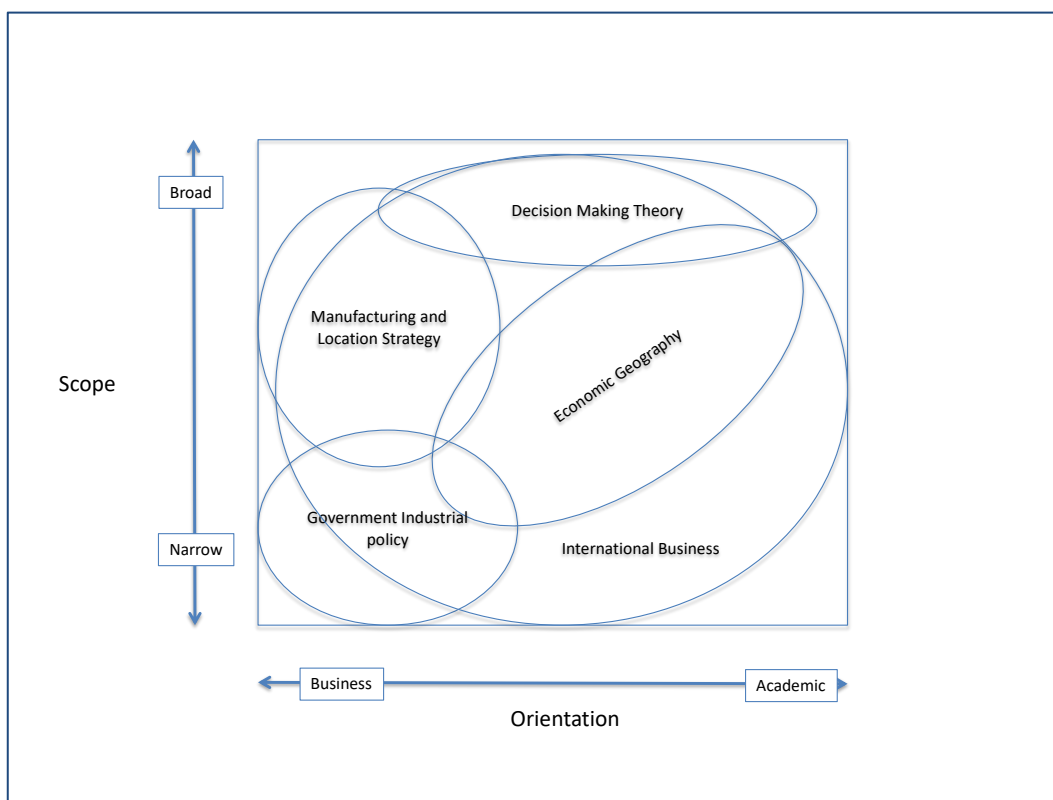 Broad
Decision Making Theory
Manufacturing and
Location Strategy
Economic Geography
Scope
Government Industrial
policy
Narrow
International Business
Business
Academic
Orientation